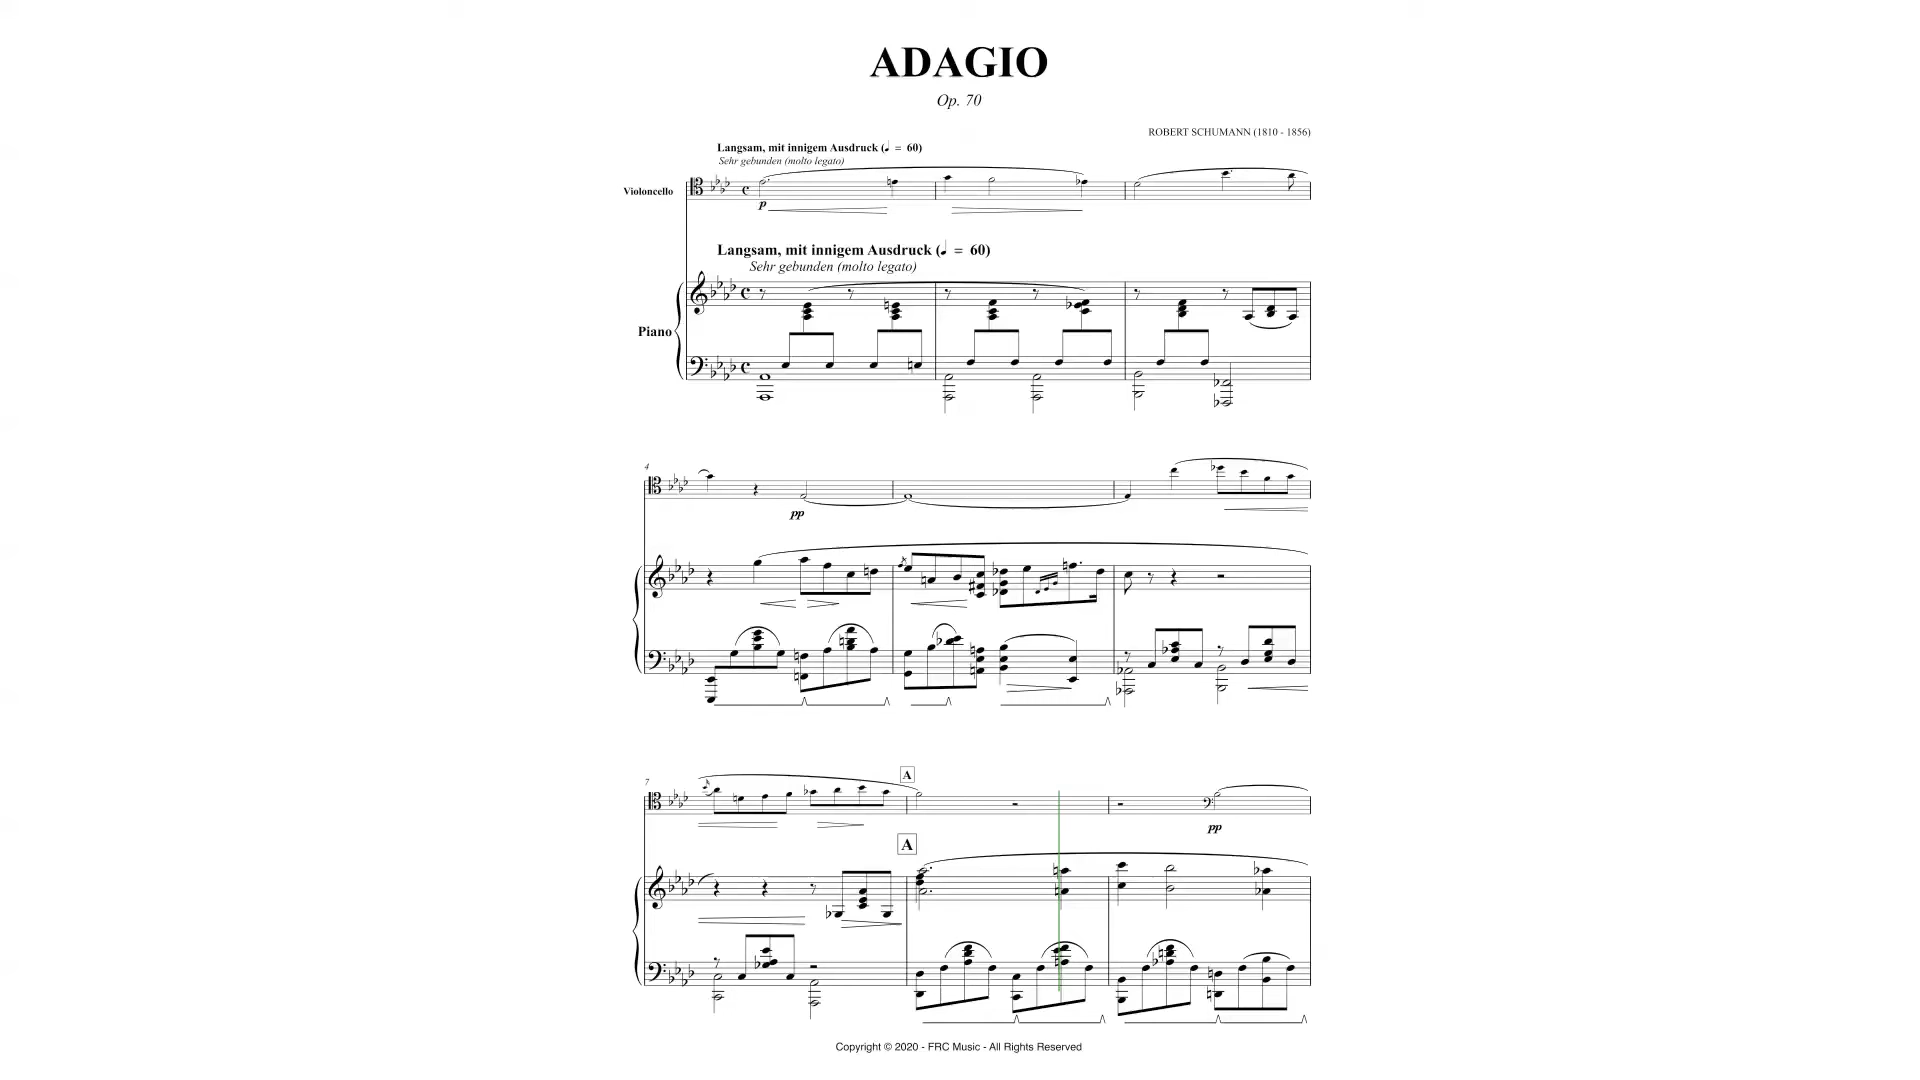 ADAGIO
Op. 70
ROBERT SCHUMANN (1810 - 1856)
Langsam, mit innigem Ausdruck (♩ = 60)
Sehr gebunden (molto legato)
Violoncello
p
Langsam, mit innigem Ausdruck (♩ = 60)
Sehr gebunden (molto legato)
Piano
4
pp
7
A
pp
A
Copyright © 2020 - FRC Music - All Rights Reserved